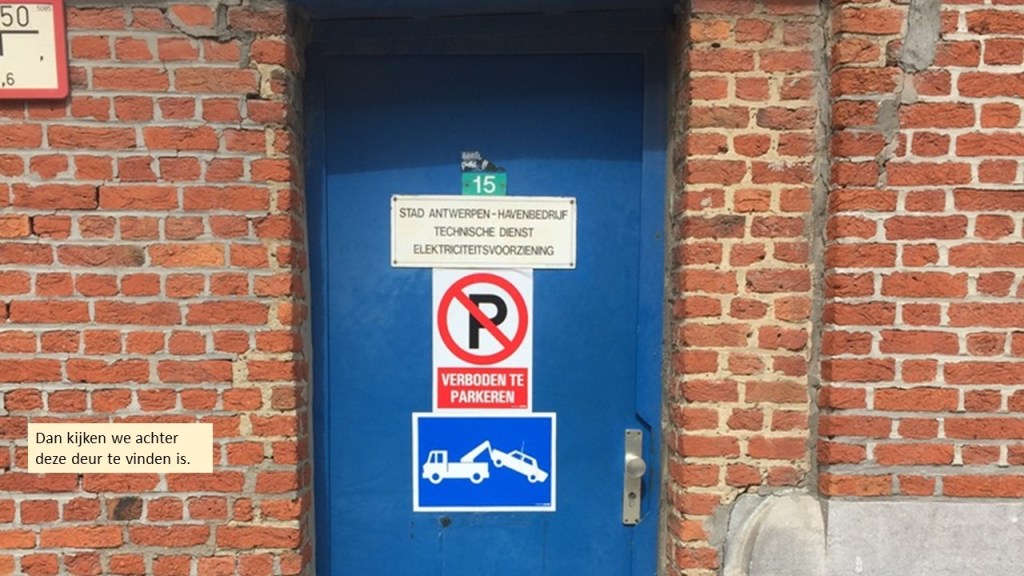 50
5085
,
,6
15
STAD ANTWERPEN - HAVENBEDRIJF
TECHNISCHE DIENST
ELEKTRICITEITSVOORZIENING
P
VERBODEN TE
PARKEREN
Dan kijken we achter
deze deur te vinden is.